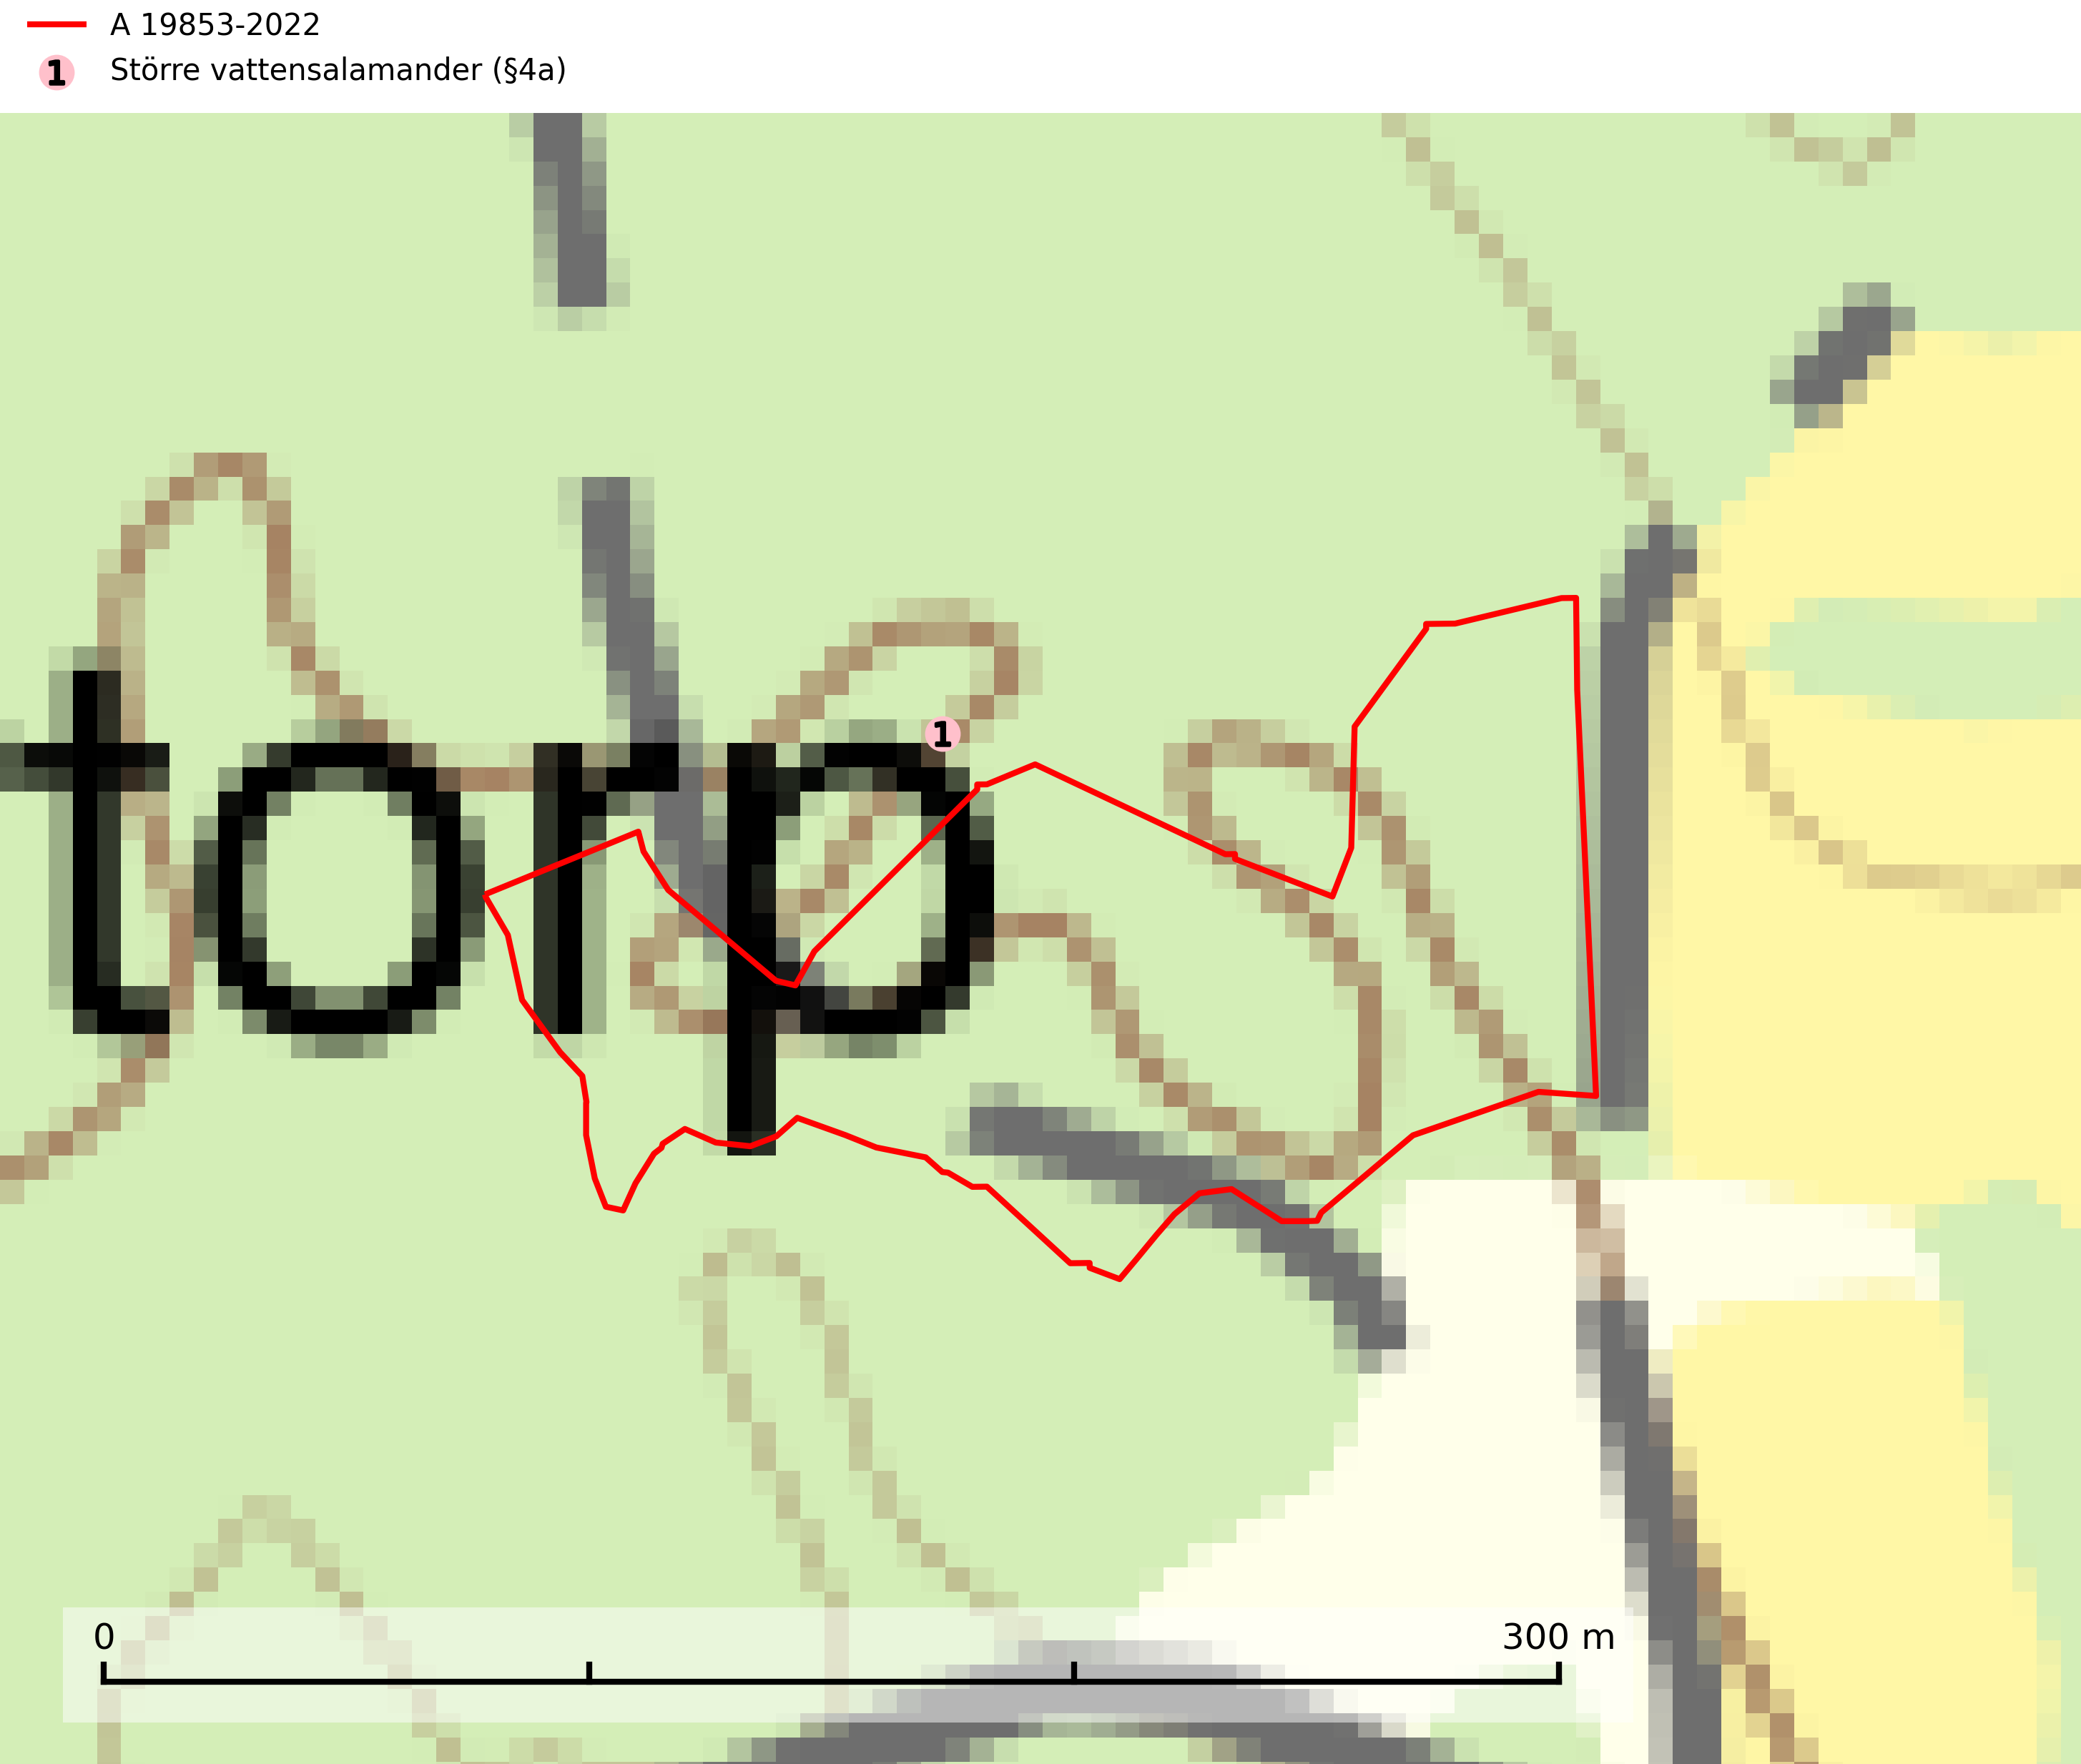 A 19853-2022
1 Större vattensalamander (§4a)
1
torp
0 300 m